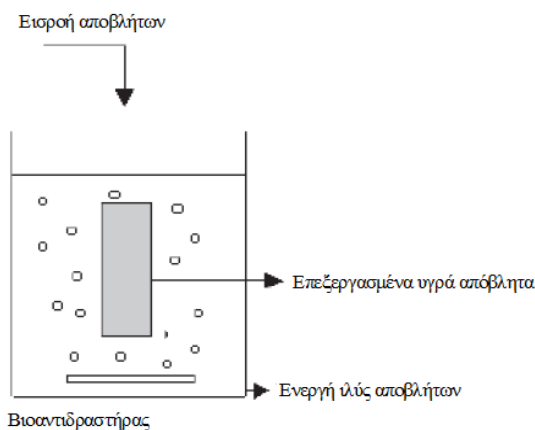 Εισροή αποβλήτων
Επεξεργασμένα υγρά απόβλητα
Ενεργή ιλύς αποβλήτων
Βιοαντιδραστήρας